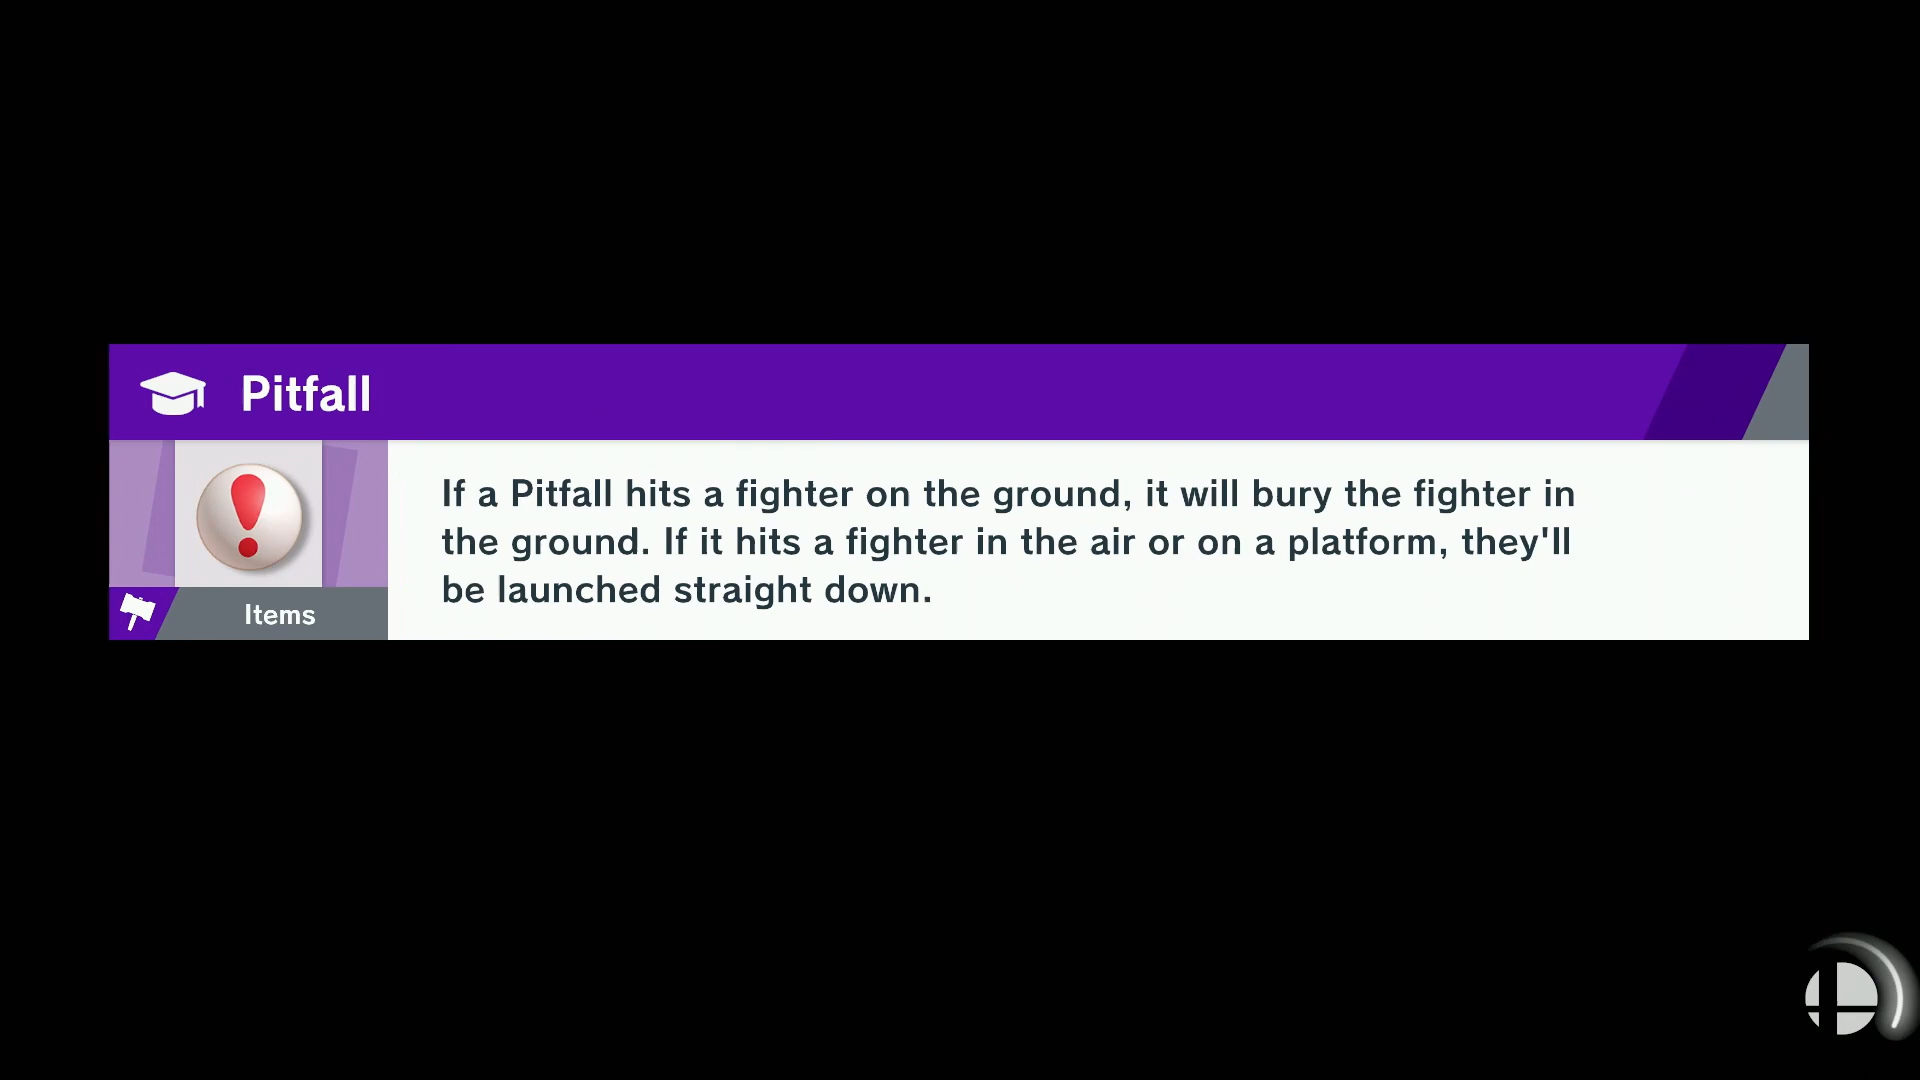 Pitfall
If a Pitfall hits a fighter on the ground, it will bury the fighter in
the ground. If it hits a fighter in the air or on a platform, they'll
be launched straight down.
Items